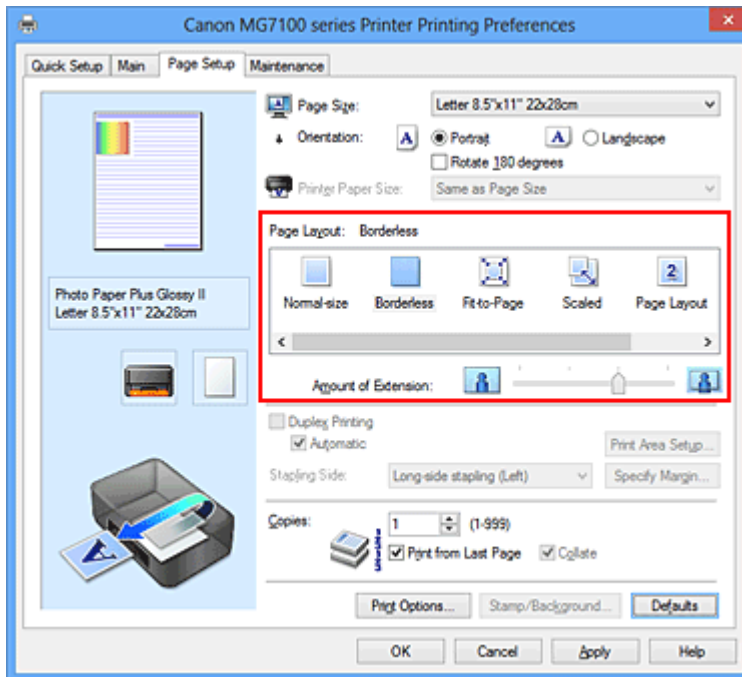 Canon MG7100 series Printer Printing Preferences
Quick Setup Main Page Setup Maintenance
Page Size: Letter 8.5"x11" 22x28cm
Orientation: A Portrait A Landscape
Rotate 180 degrees
Printer Paper Size: Same as Page Size
Page Layout: Borderless
2
Normal-size Borderless Fit-to-Page Scaled Page Layout
Photo Paper Plus Glossy II
Letter 8.5"x11" 22x28cm
Amount of Extension:
Duplex Printing
Automatic
Print Area Setup...
Stapling Side: Long-side stapling (Left) Specify Margin...
Copies: 1 (1-999)
Print from Last Page Collate
A
Print Options... Stamp/Background... Defaults
OK Cancel Apply Help